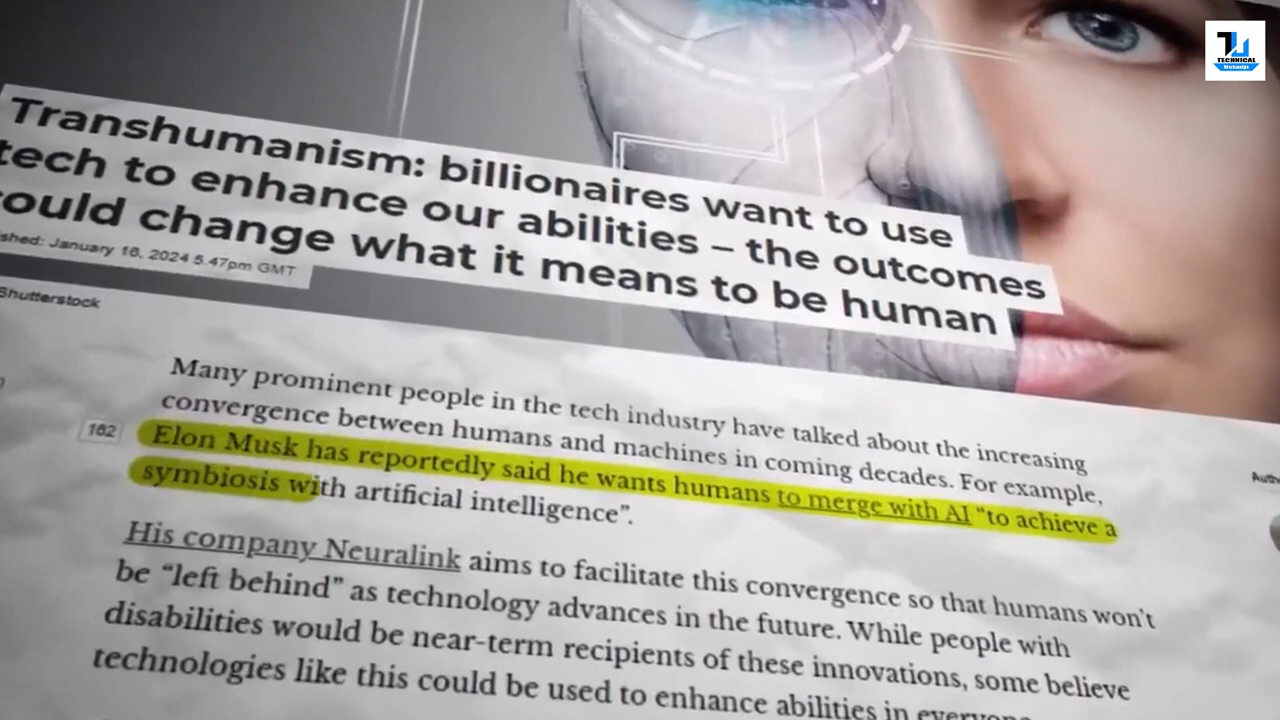 TECHNICAL
Ustadji
Transhumanism: billionaires want to use
tech to enhance our abilities – the outcomes
could change what it means to be human
January 16, 2024 5.47pm GMT
Shutterstock
Many prominent people in the tech industry have talked about the increasing
convergence between humans and machines in coming decades. For example,
162
Elon Musk has reportedly said he wants humans to merge with AI “to achieve a
symbiosis with artificial intelligence”.
His company Neuralink aims to facilitate this convergence so that humans won’t
be “left behind” as technology advances in the future. While people with
disabilities would be near-term recipients of these innovations, some believe
technologies like this could be used to enhance abilities in everyone